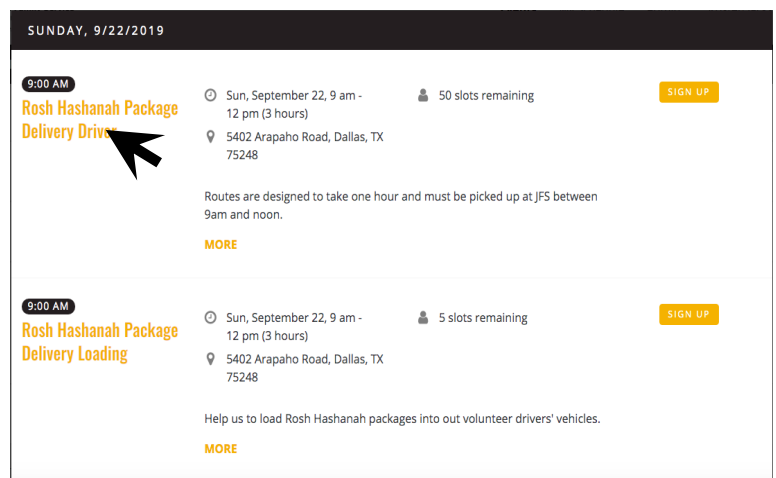 SUNDAY, 9/22/2019
9:00 AM
Rosh Hashanah Package
Delivery Driver
Sun, September 22, 9 am -
12 pm (3 hours)
5402 Arapaho Road, Dallas, TX
75248
50 slots remaining
SIGN UP
Routes are designed to take one hour and must be picked up at JFS between
9am and noon.
MORE
9:00 AM
Rosh Hashanah Package
Delivery Loading
Sun, September 22, 9 am -
12 pm (3 hours)
5402 Arapaho Road, Dallas, TX
75248
5 slots remaining
SIGN UP
Help us to load Rosh Hashanah packages into out volunteer drivers' vehicles.
MORE